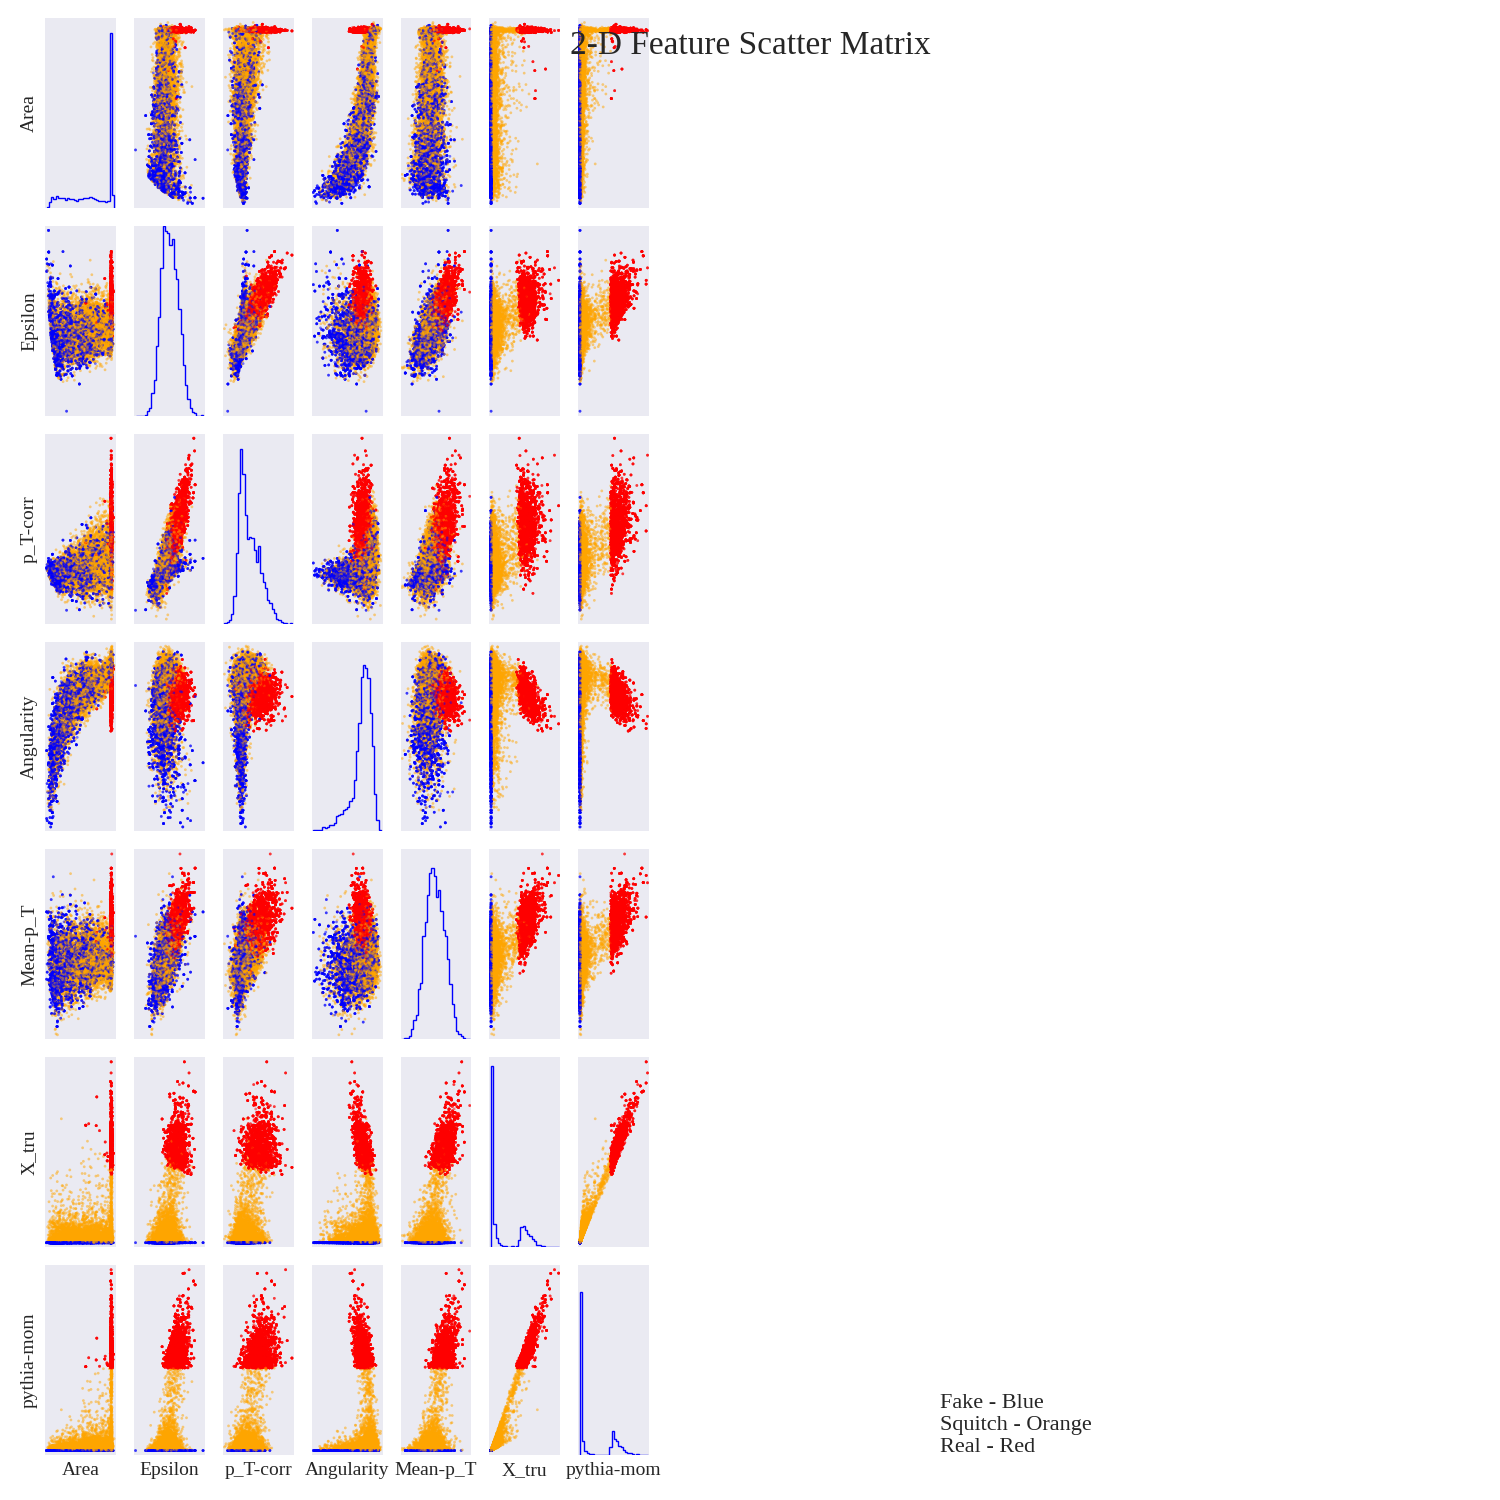 2-D Feature Scatter Matrix
Area
Epsilon
p_T-corr
Angularity
Mean-p_T
X_tru
pythia-mom
Fake - Blue
Squitch - Orange
Real - Red
Area Epsilon p_T-corr Angularity Mean-p_T X_tru pythia-mom